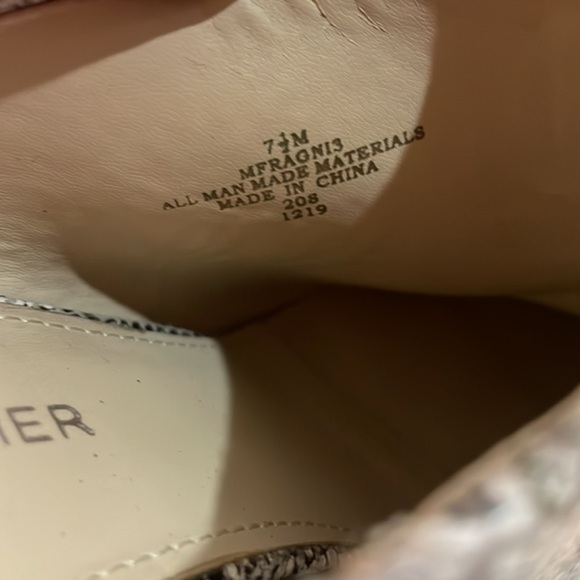 7½M
MFRAGNI3
ALL MAN MADE MATERIALS
MADE IN CHINA
208
1219
IER